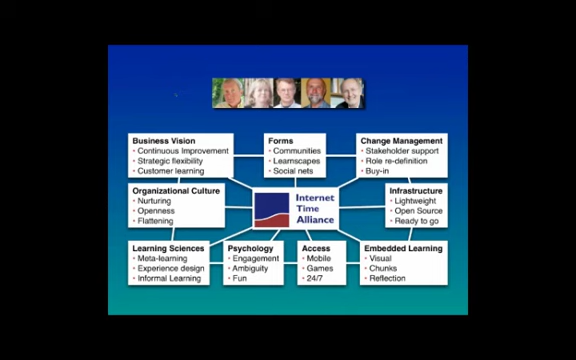 Business Vision
Continuous Improvement
Strategic flexibility
Customer learning
Forms
Communities
Learnscapes
Social nets
Change Management
Stakeholder support
Role re-definition
Buy-in
Organizational Culture
Nurturing
Openness
Flattening
Internet
Time
Alliance
Infrastructure
Lightweight
Open Source
Ready to go
Learning Sciences
Meta-learning
Experience design
Informal Learning
Psychology
Engagement
Ambiguity
Fun
Access
Mobile
Games
24/7
Embedded Learning
Visual
Chunks
Reflection